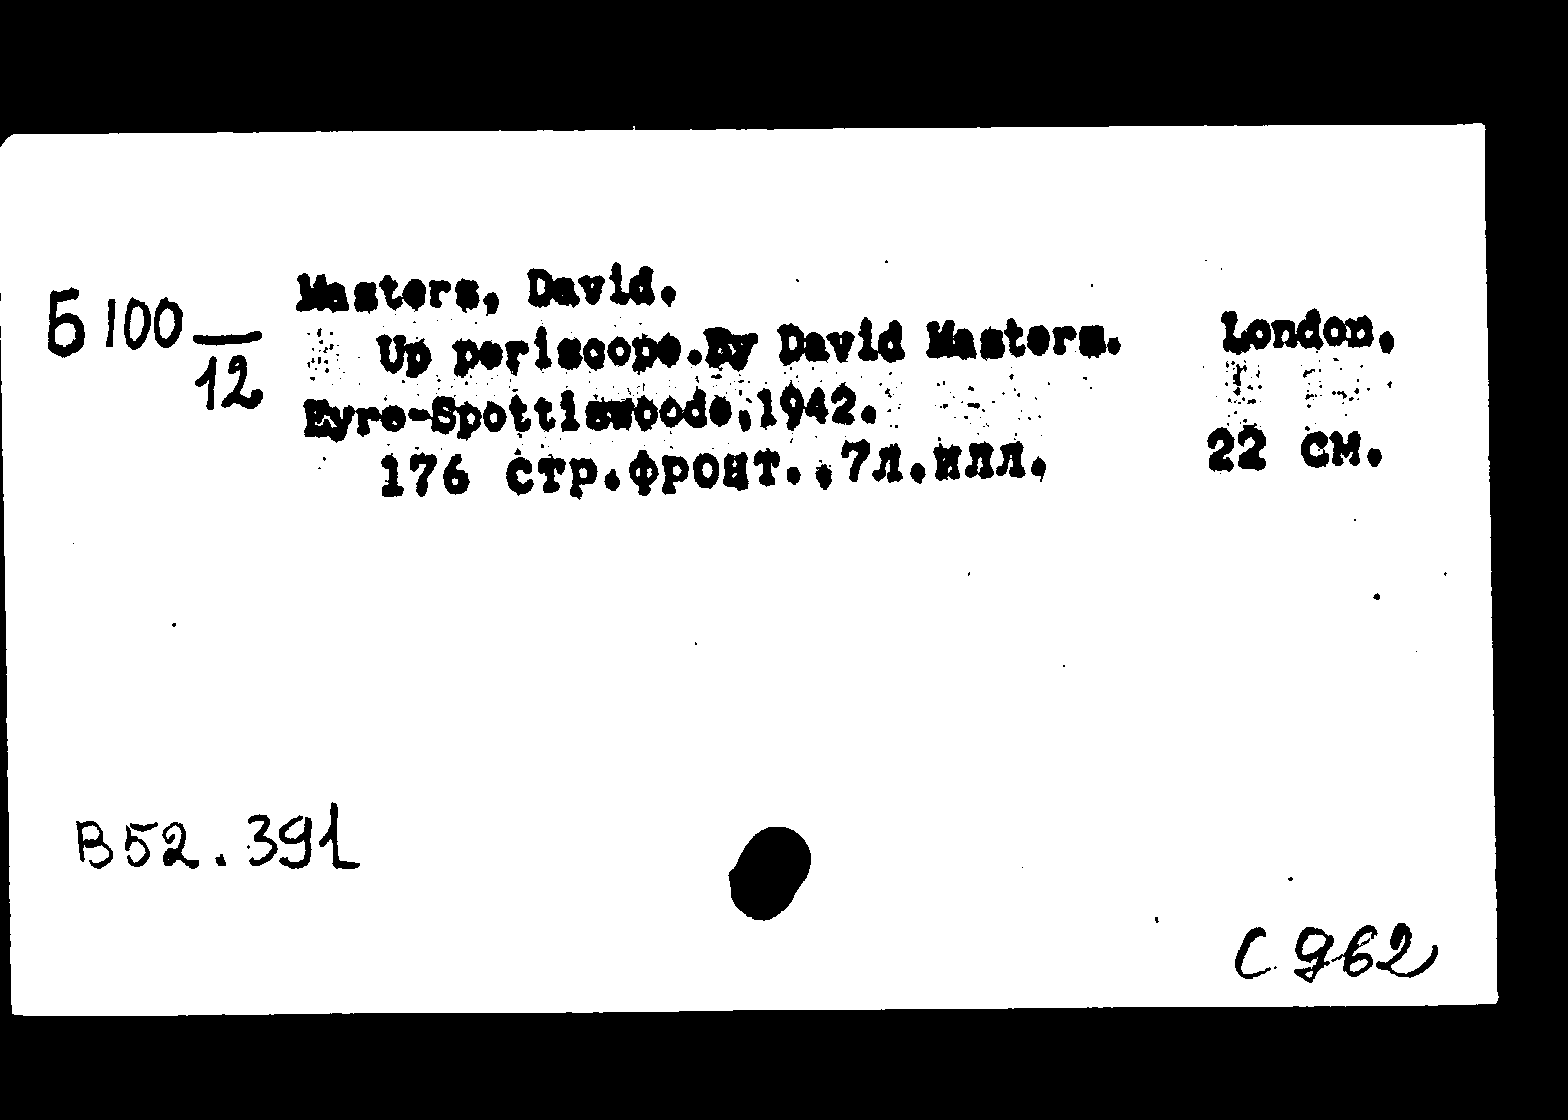 Б 100
12
Masters, David.
Up periscope.By David Masters. London,
Eyre-Spottiswoode,1942.
176 стр.фронт.,7л.илл. 22 см.
B52.391
C 962